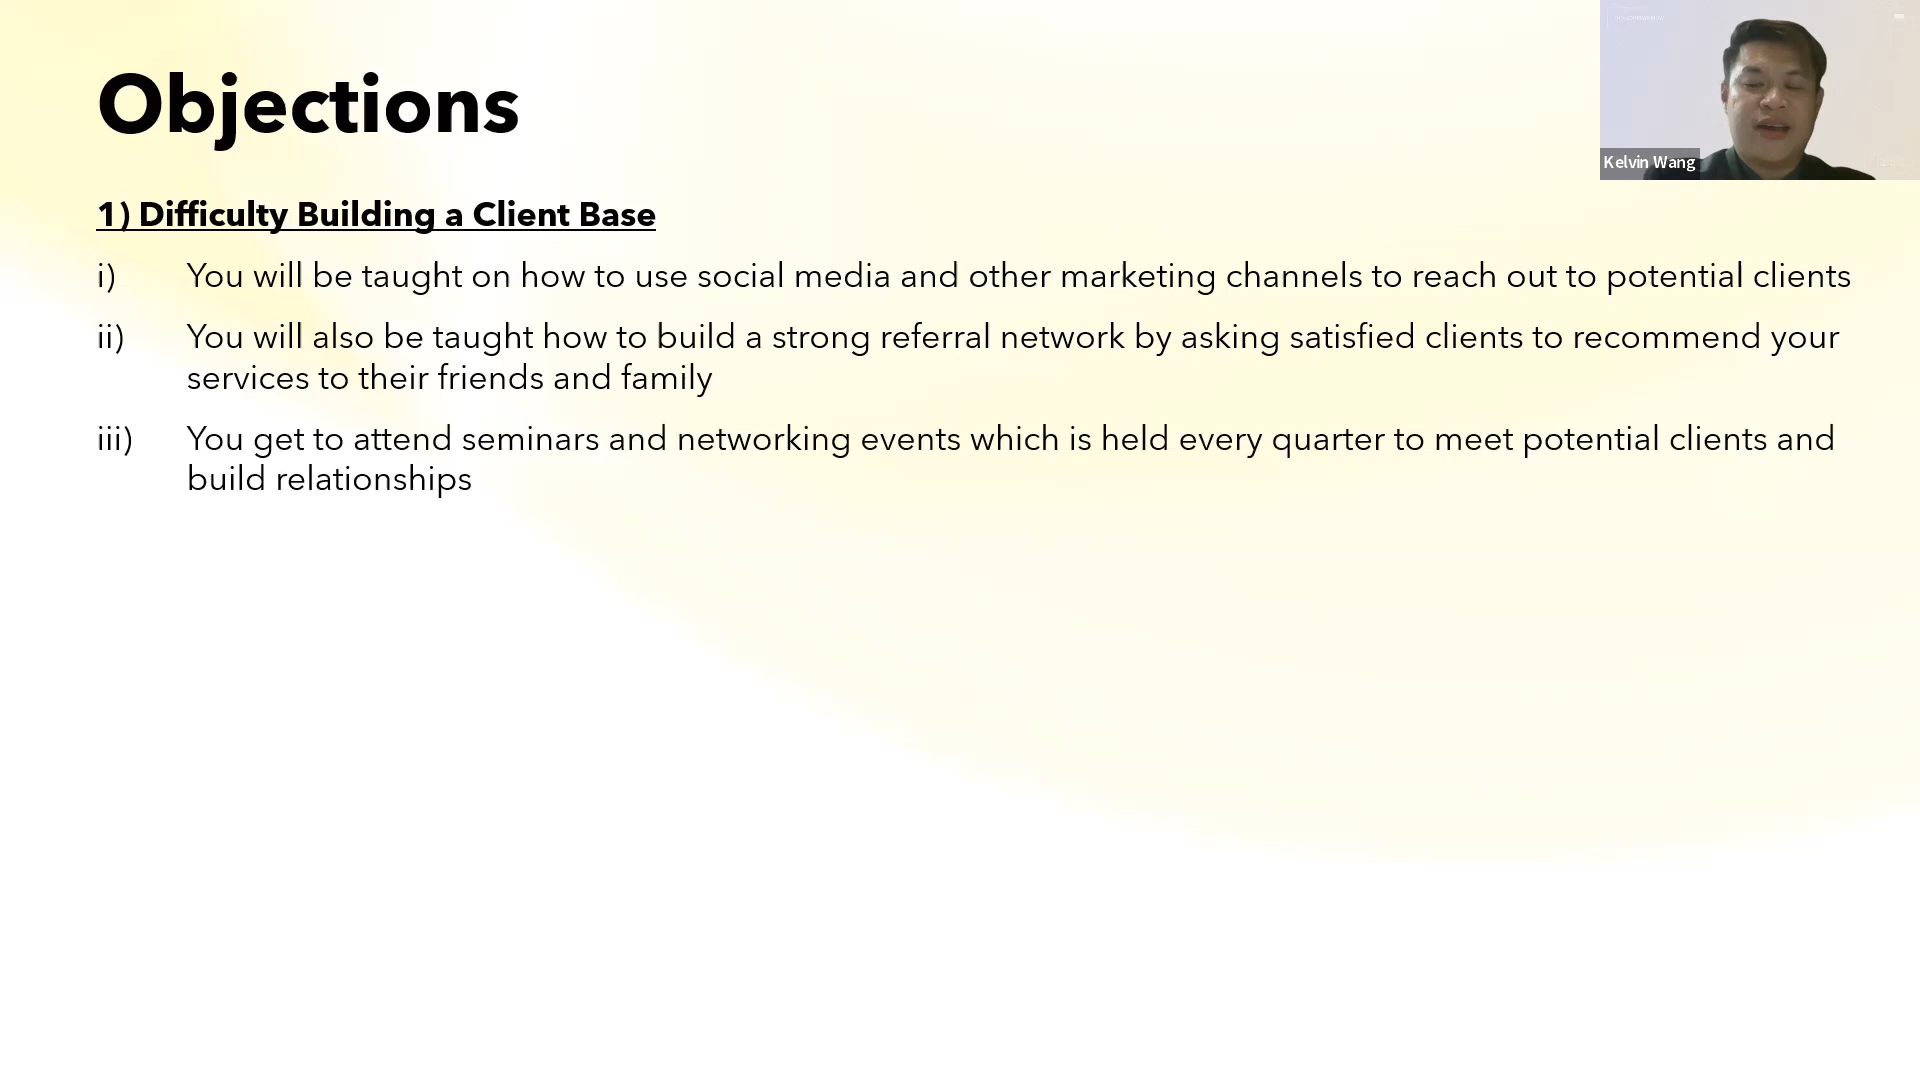 Objections
1) Difficulty Building a Client Base
i) You will be taught on how to use social media and other marketing channels to reach out to potential clients
ii) You will also be taught how to build a strong referral network by asking satisfied clients to recommend your
services to their friends and family
iii) You get to attend seminars and networking events which is held every quarter to meet potential clients and
build relationships
Kelvin Wang